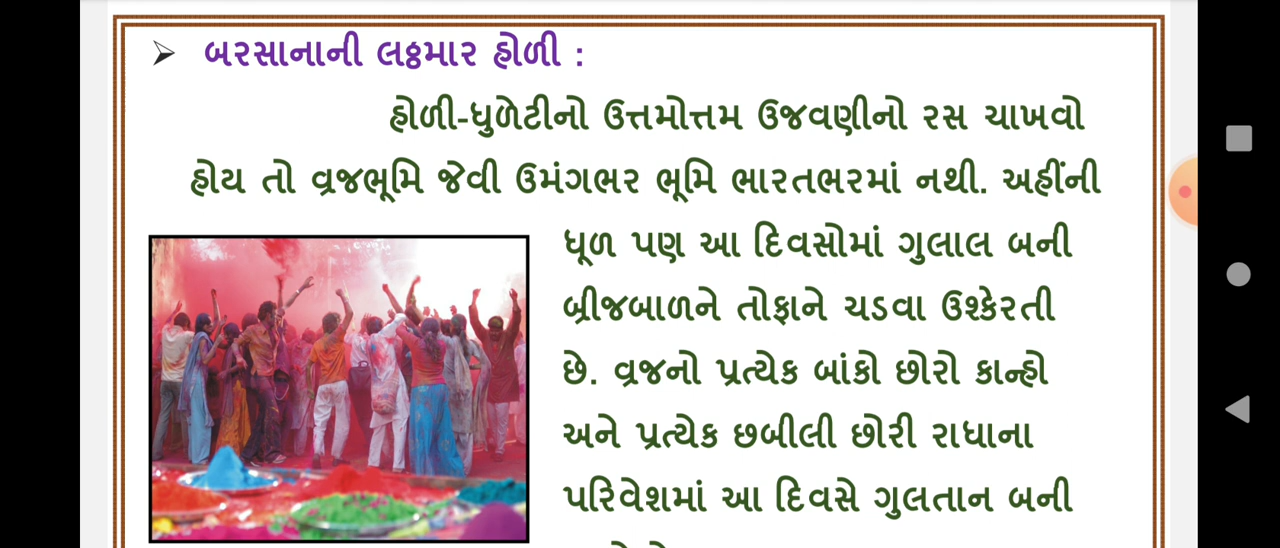 બરસાનાની લઠ્ઠમાર હોળી :
હોળી-ધુળેટીનો ઉત્તમોત્તમ ઉજવણીનો રસ ચાખવો
હોય તો વ્રજભૂમિ જેવી ઉમંગભર ભૂમિ ભારતભરમાં નથી. અહીંની
ધૂળ પણ આ દિવસોમાં ગુલાલ બની
બ્રીજબાળને તોફાને ચડવા ઉશ્કેરતી
છે. વ્રજનો પ્રત્યેક બાંકો છોરો કાન્હો
અને પ્રત્યેક છબીલી છોરી રાધાના
પરિવેશમાં આ દિવસે ગુલતાન બની